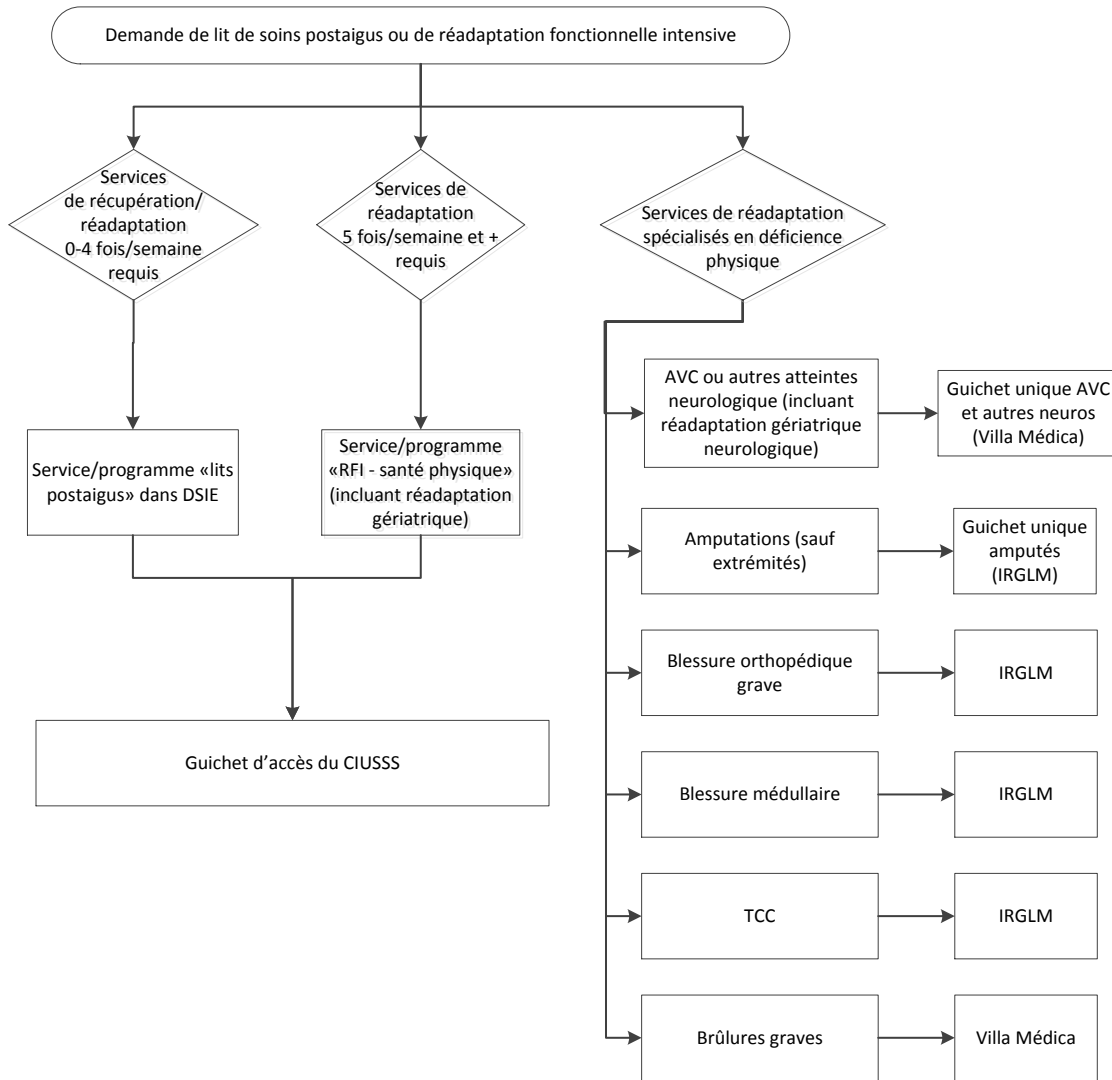 Demande de lit de soins postaigus ou de réadaptation fonctionnelle intensive
Services
de récupération/
réadaptation
0-4 fois/semaine
requis
Services de
réadaptation
5 fois/semaine et +
requis
Services de réadaptation
spécialisés en déficience
physique
Service/programme «lits
postaigus» dans DSIE
Service/programme
«RFI - santé physique»
(incluant réadaptation
gériatrique)
Guichet d’accès du CIUSSS
AVC ou autres atteintes
neurologique (incluant
réadaptation gériatrique
neurologique)
Guichet unique AVC
et autres neuros
(Villa Médica)
Amputations (sauf
extrémités)
Guichet unique
amputés
(IRGLM)
Blessure orthopédique
grave
IRGLM
Blessure médullaire
IRGLM
TCC
IRGLM
Brûlures graves
Villa Médica